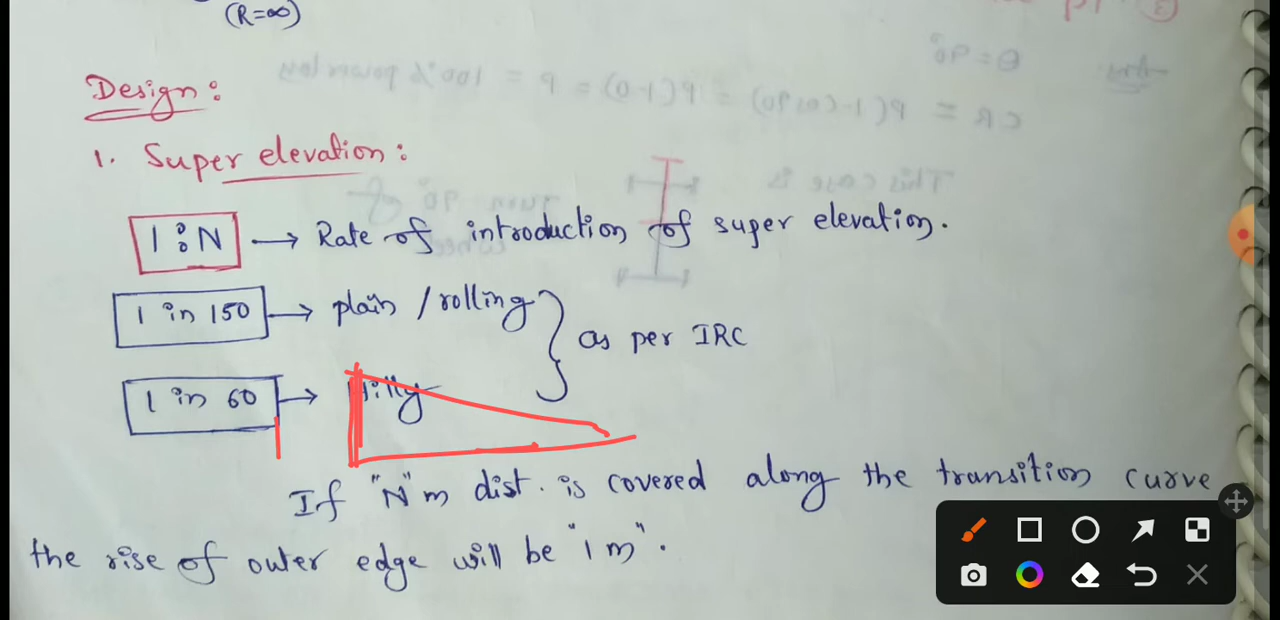 (R=∞)
Design:
1. Super elevation:
1:N → Rate of introduction of super elevation.
1 in 150 → plain / rolling
as per IRC
1 in 60 → Hilly
If "N" m dist. is covered along the transition curve
the rise of outer edge will be "1 m".